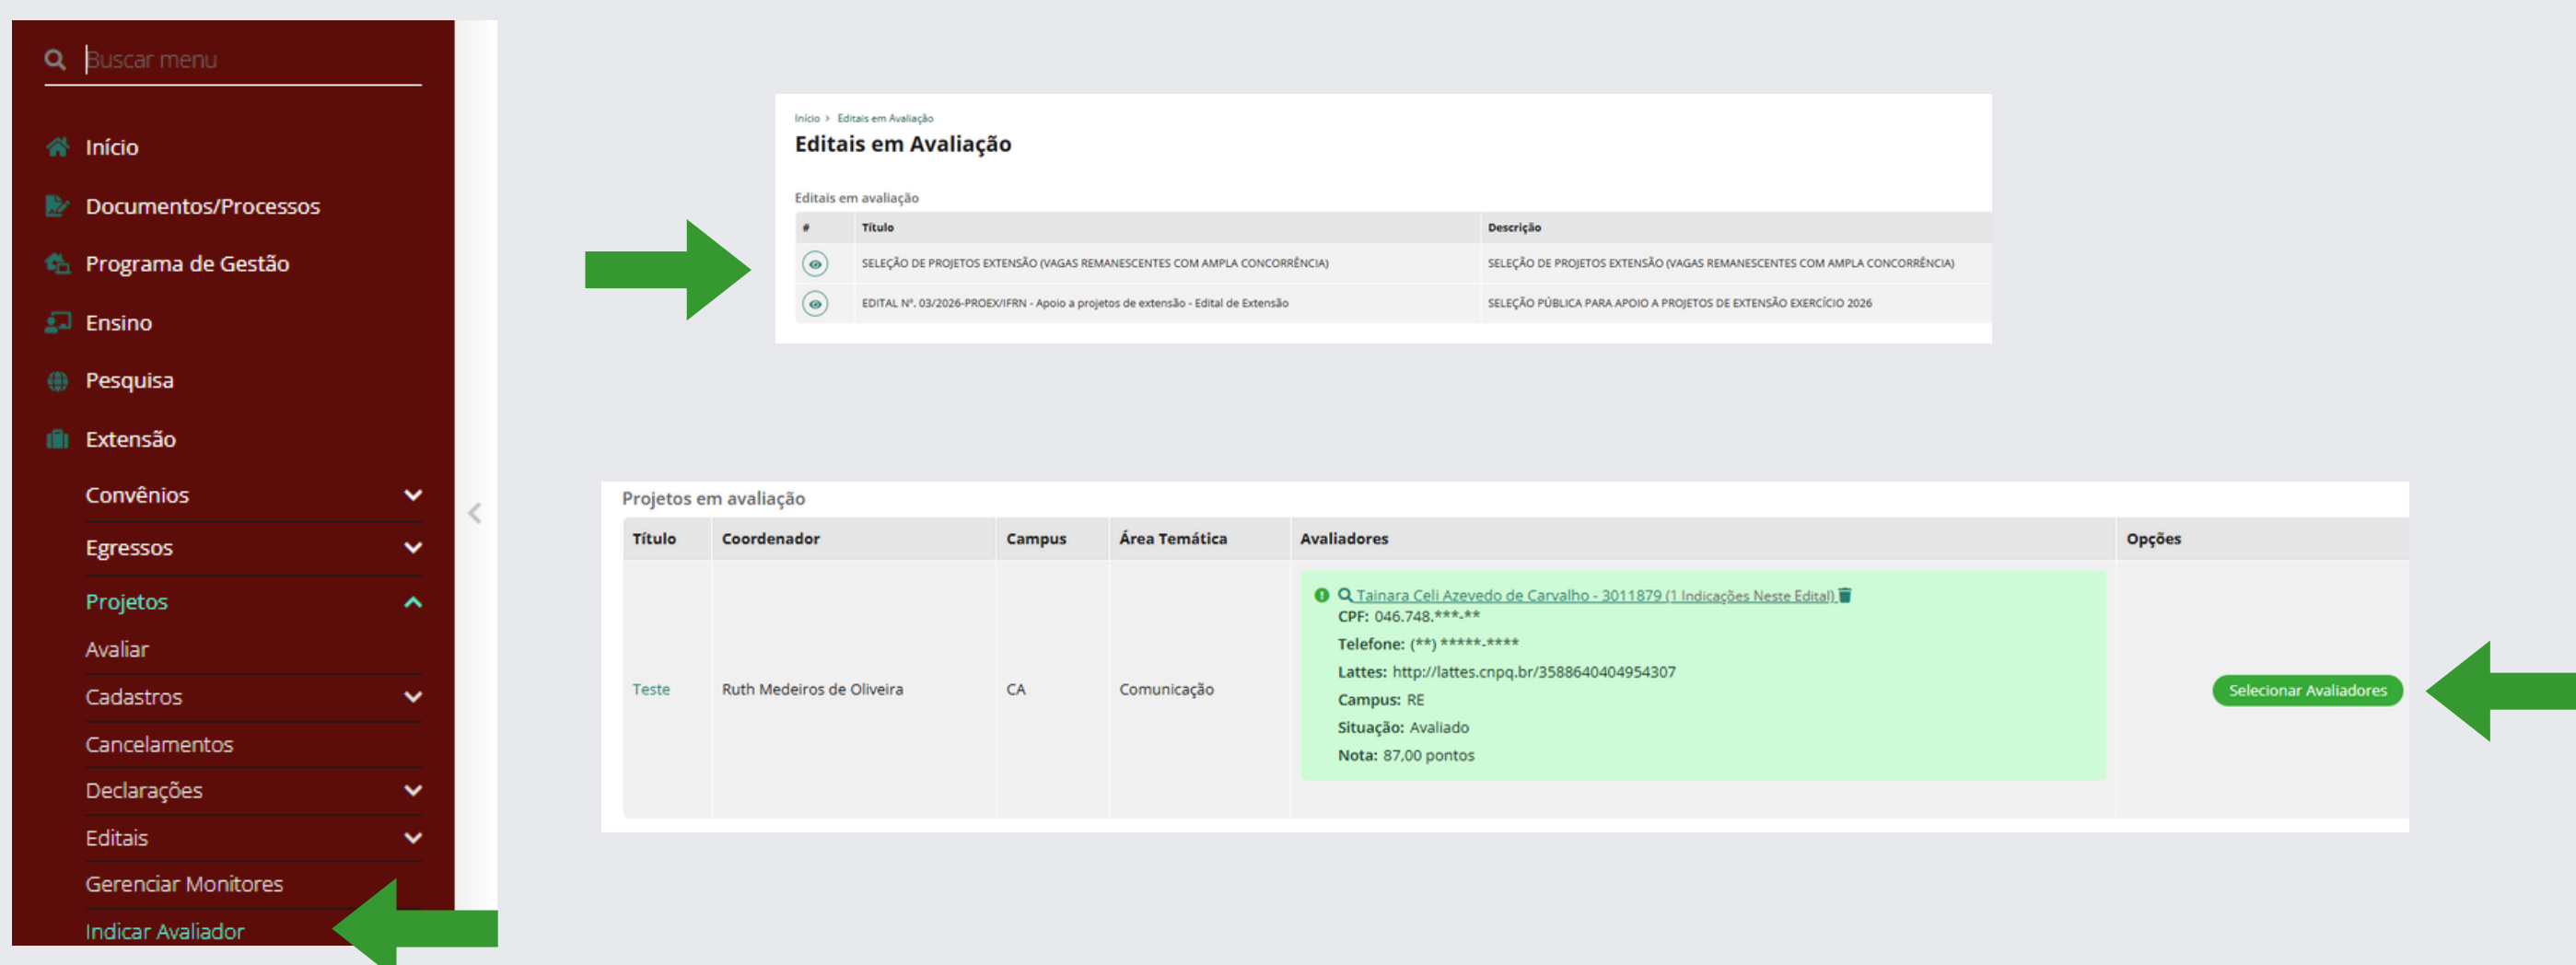 Buscar menu
Início
Documentos/Processos
Programa de Gestão
Ensino
Pesquisa
Extensão
Convênios
Egressos
Projetos
Avaliar
Cadastros
Cancelamentos
Declarações
Editais
Gerenciar Monitores
Indicar Avaliador
Início > Editais em Avaliação
Editais em Avaliação
Editais em avaliação
# Título Descrição
SELEÇÃO DE PROJETOS EXTENSÃO (VAGAS REMANESCENTES COM AMPLA CONCORRÊNCIA) SELEÇÃO DE PROJETOS EXTENSÃO (VAGAS REMANESCENTES COM AMPLA CONCORRÊNCIA)
EDITAL Nº. 03/2026-PROEX/IFRN - Apoio a projetos de extensão - Edital de Extensão SELEÇÃO PÚBLICA PARA APOIO A PROJETOS DE EXTENSÃO EXERCÍCIO 2026
Projetos em avaliação
Título Coordenador Campus Área Temática Avaliadores Opções
Tainara Celi Azevedo de Carvalho - 3011879 (1 Indicações Neste Edital)
CPF: 046.748.***-**
Telefone: (**) *****-****
Lattes: http://lattes.cnpq.br/3588640404954307
Teste Ruth Medeiros de Oliveira CA Comunicação Selecionar Avaliadores
Campus: RE
Situação: Avaliado
Nota: 87,00 pontos